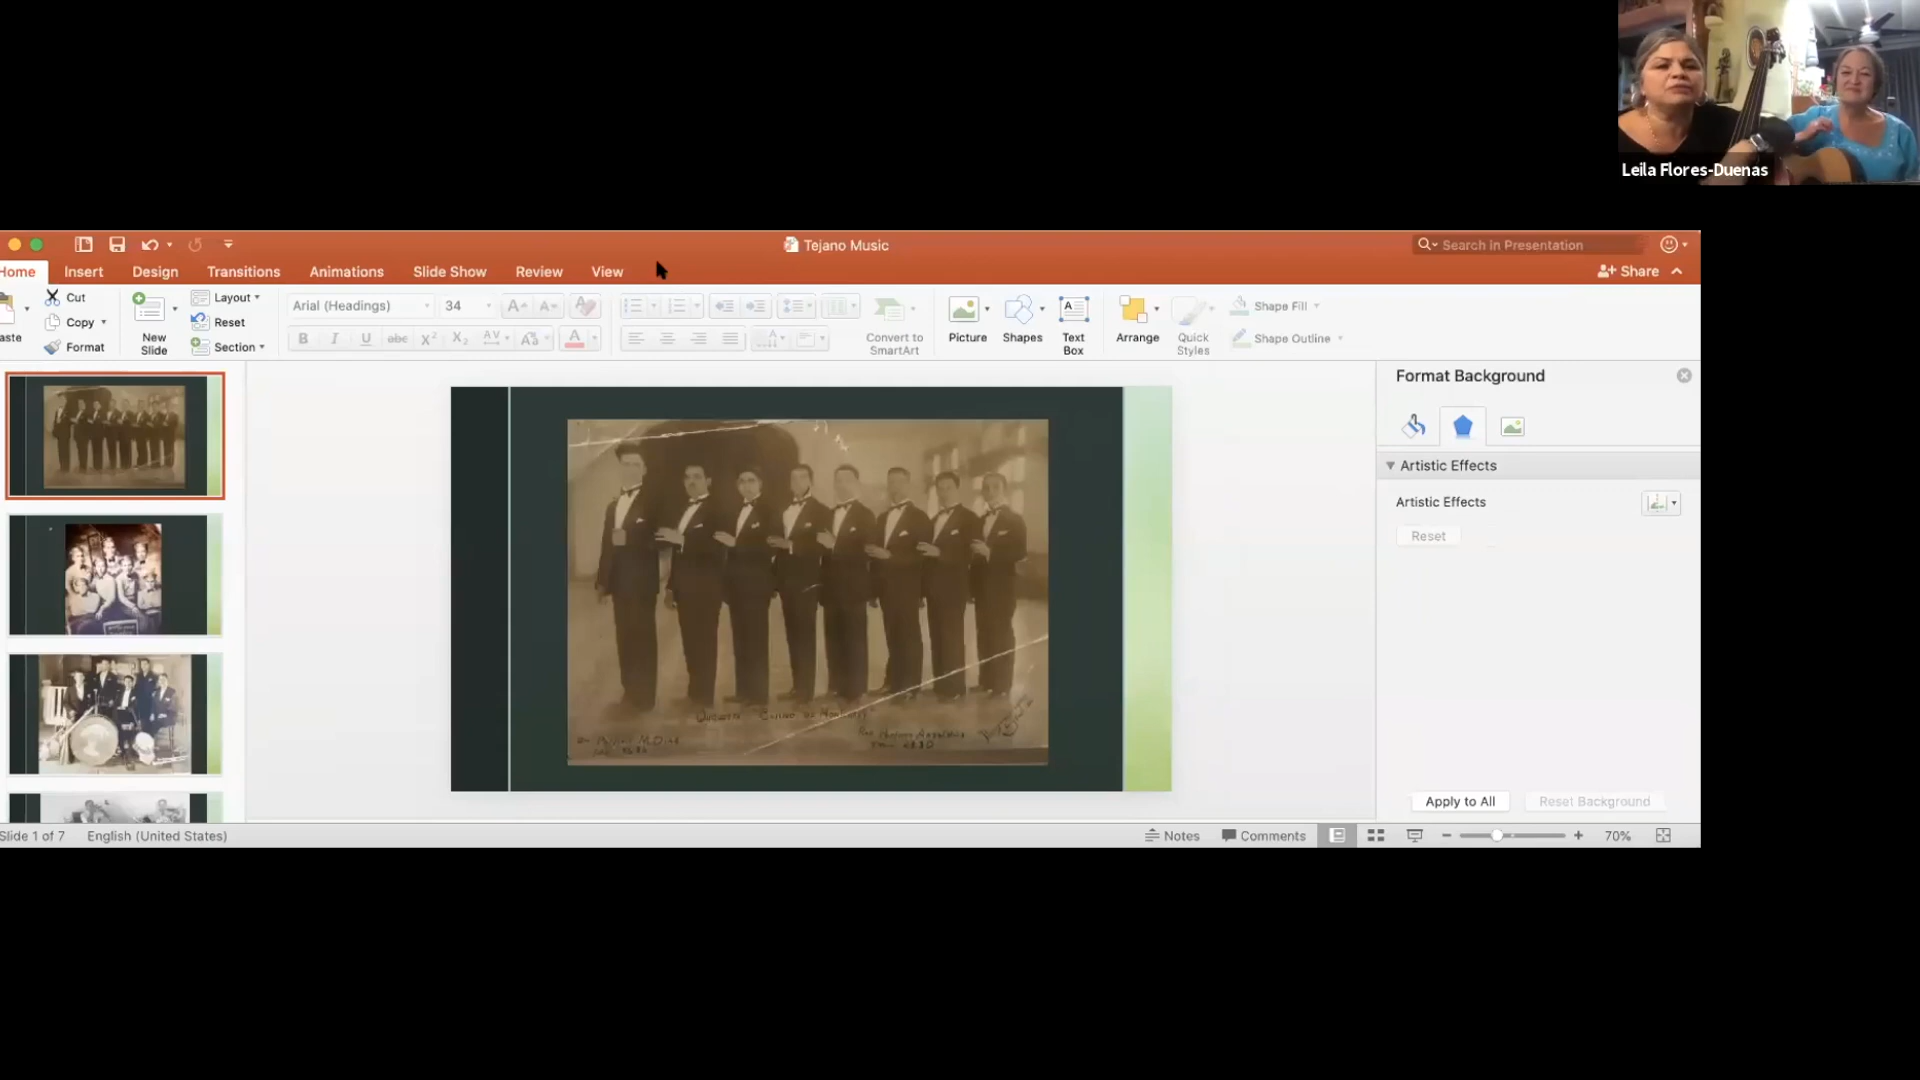 Leila Flores-Duenas
Tejano Music
Search in Presentation
Home
Insert
Design
Transitions
Animations
Slide Show
Review
View
Share
aste
Cut
Copy
Format
New
Slide
Layout
Reset
Section
Arial (Headings)
34
Convert to
SmartArt
Picture
Shapes
Text
Box
Arrange
Quick
Styles
Shape Fill
Shape Outline
Format Background
Artistic Effects
Artistic Effects
Reset
Apply to All
Reset Background
Slide 1 of 7
English (United States)
Notes
Comments
70%